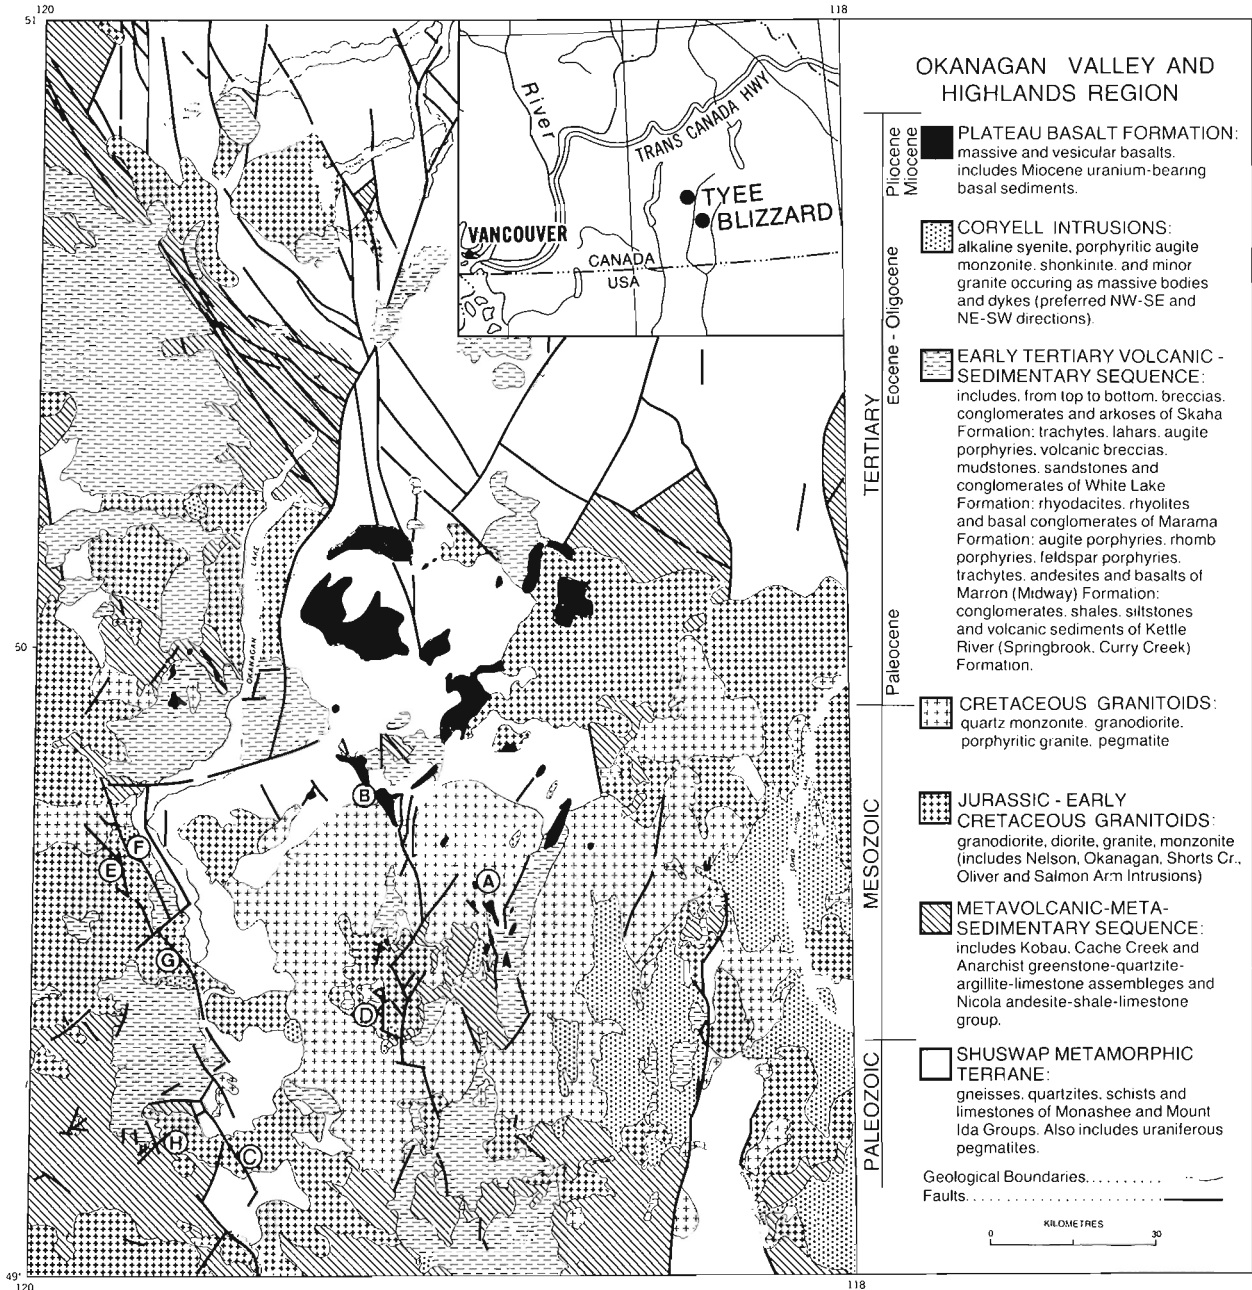 120
118
51
River
TRANS CANADA HWY
TYEE
BLIZZARD
VANCOUVER
CANADA
USA
OKANAGAN LAKE
50
B
F
E
A
G
D
H
C
49°
120
118
OKANAGAN VALLEY AND
HIGHLANDS REGION
Pliocene
Miocene
Eocene - Oligocene
Paleocene
TERTIARY
MESOZOIC
PALEOZOIC
PLATEAU BASALT FORMATION:
massive and vesicular basalts.
includes Miocene uranium-bearing
basal sediments.
CORYELL INTRUSIONS:
alkaline syenite, porphyritic augite
monzonite, shonkinite, and minor
granite occuring as massive bodies
and dykes (preferred NW-SE and
NE-SW directions).
EARLY TERTIARY VOLCANIC -
SEDIMENTARY SEQUENCE:
includes, from top to bottom, breccias,
conglomerates and arkoses of Skaha
Formation: trachytes, lahars, augite
porphyries, volcanic breccias,
mudstones, sandstones and
conglomerates of White Lake
Formation: rhyodacites, rhyolites
and basal conglomerates of Marama
Formation: augite porphyries, rhomb
porphyries, feldspar porphyries,
trachytes, andesites and basalts of
Marron (Midway) Formation:
conglomerates, shales, siltstones
and volcanic sediments of Kettle
River (Springbrook, Curry Creek)
Formation.
CRETACEOUS GRANITOIDS:
quartz monzonite, granodiorite,
porphyritic granite, pegmatite
JURASSIC - EARLY
CRETACEOUS GRANITOIDS:
granodiorite, diorite, granite, monzonite
(includes Nelson, Okanagan, Shorts Cr.,
Oliver and Salmon Arm Intrusions)
METAVOLCANIC-META-
SEDIMENTARY SEQUENCE:
includes Kobau, Cache Creek and
Anarchist greenstone-quartzite-
argillite-limestone assembleges and
Nicola andesite-shale-limestone
group.
SHUSWAP METAMORPHIC
TERRANE:
gneisses, quartzites, schists and
limestones of Monashee and Mount
Ida Groups. Also includes uraniferous
pegmatites.
Geological Boundaries.........
Faults.........................
KILOMETRES
0 30